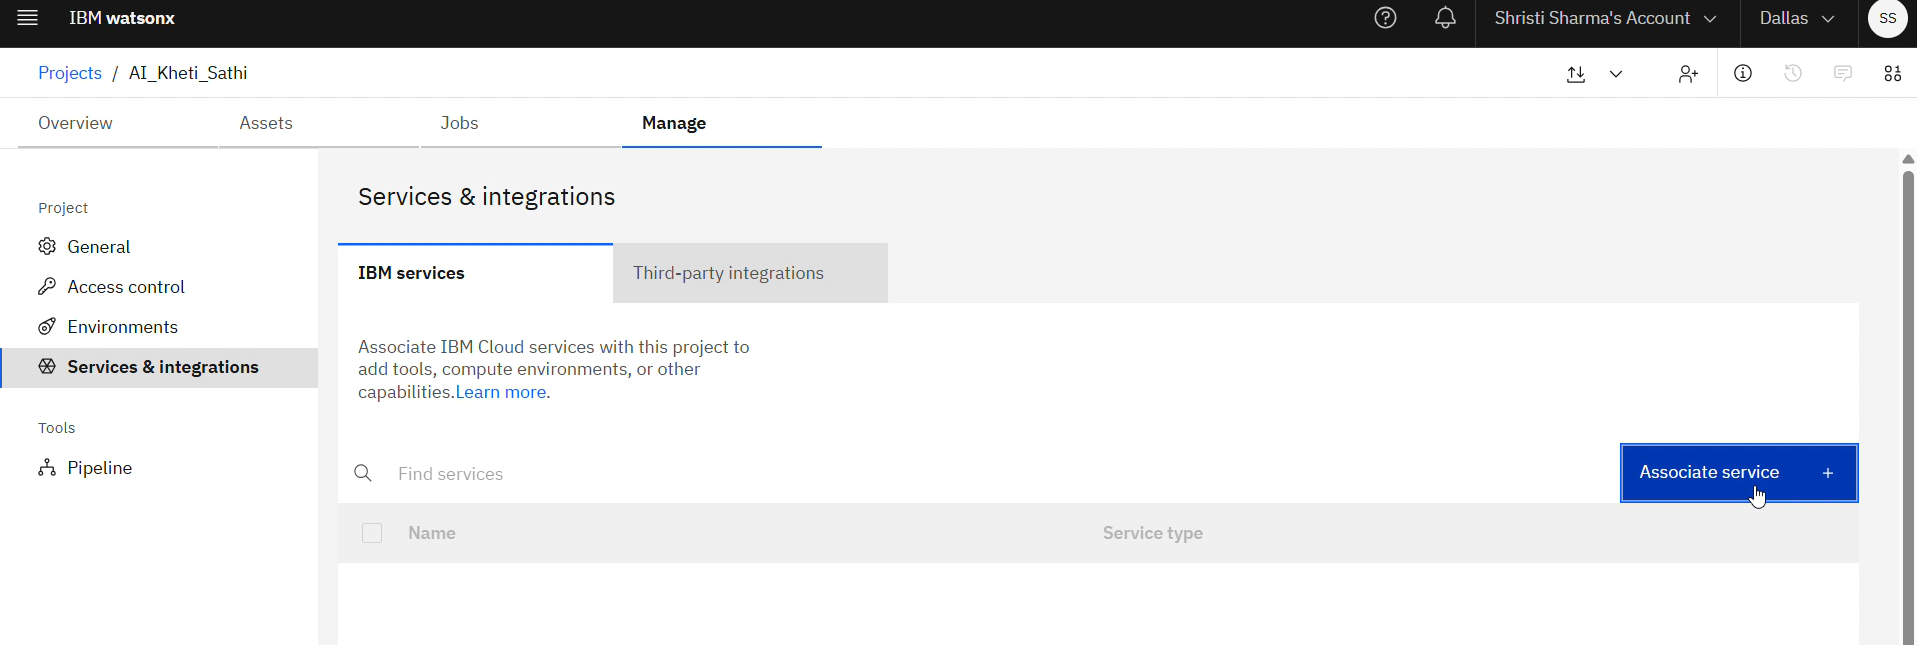 IBM watsonx
Shristi Sharma's Account
Dallas
SS
Projects / AI_Kheti_Sathi
Overview
Assets
Jobs
Manage
Project
General
Access control
Environments
Services & integrations
Tools
Pipeline
Services & integrations
IBM services
Third-party integrations
Associate IBM Cloud services with this project to
add tools, compute environments, or other
capabilities.Learn more.
Find services
Associate service +
Name
Service type